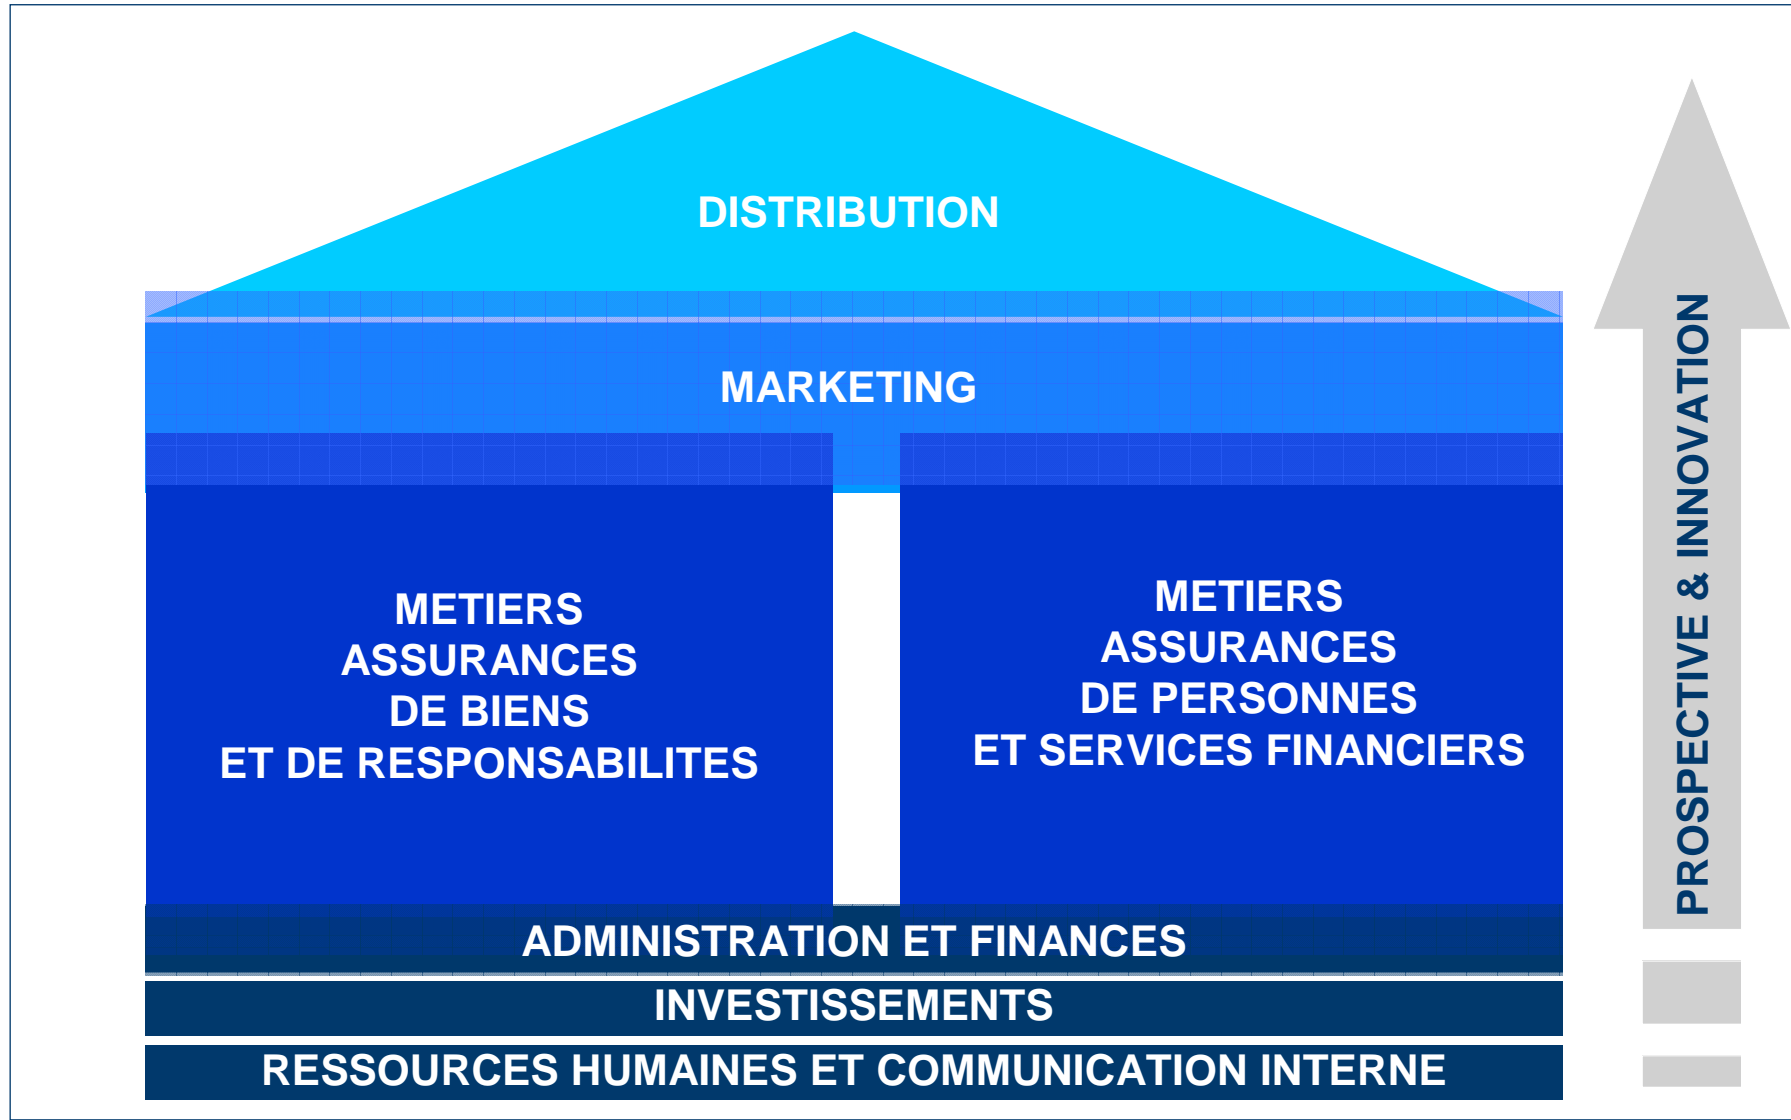 DISTRIBUTION
MARKETING
METIERS
ASSURANCES
DE BIENS
ET DE RESPONSABILITES
METIERS
ASSURANCES
DE PERSONNES
ET SERVICES FINANCIERS
ADMINISTRATION ET FINANCES
INVESTISSEMENTS
RESSOURCES HUMAINES ET COMMUNICATION INTERNE
PROSPECTIVE & INNOVATION